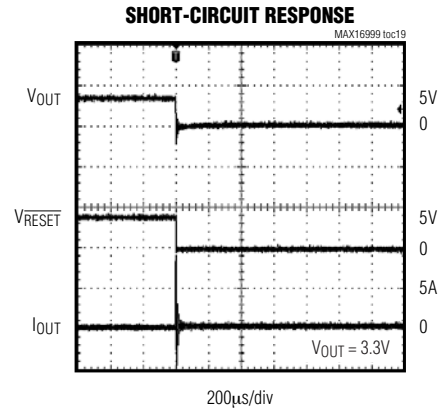 SHORT-CIRCUIT RESPONSE
MAX16999 toc19
VOUT
5V
0
VRESET
5V
0
5A
IOUT
0
VOUT = 3.3V
200µs/div